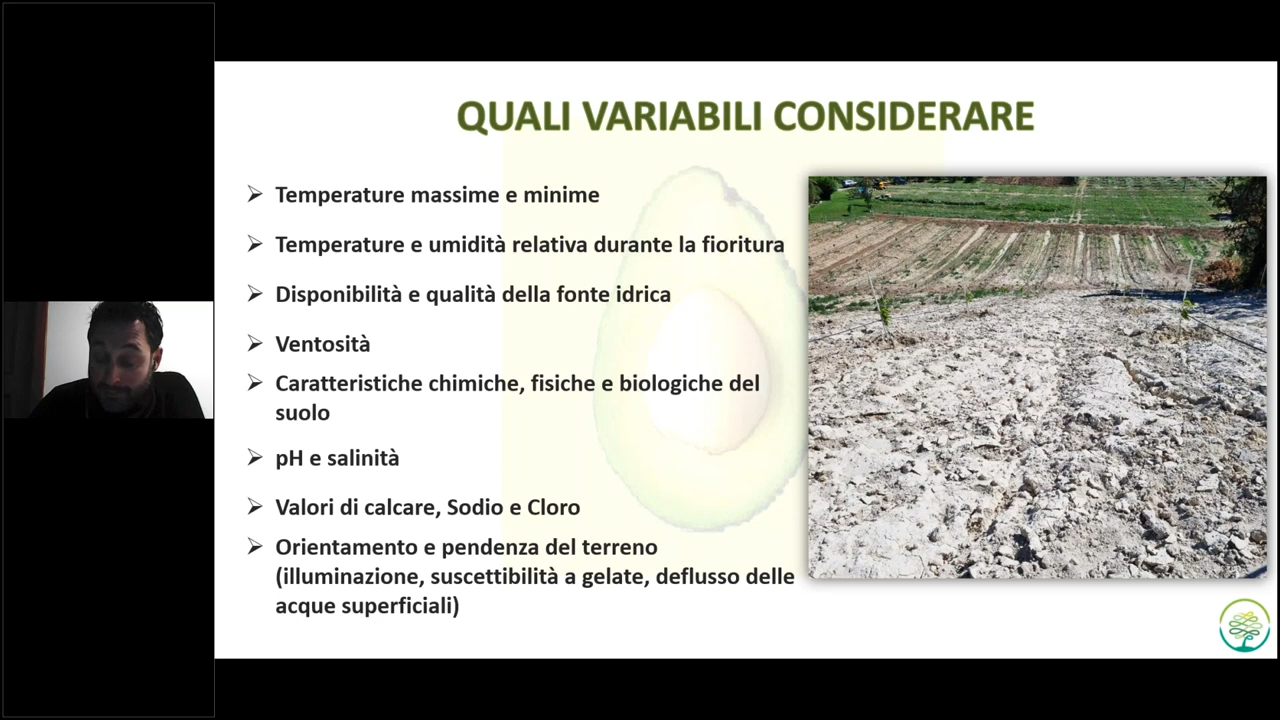 QUALI VARIABILI CONSIDERARE
Temperature massime e minime
Temperature e umidità relativa durante la fioritura
Disponibilità e qualità della fonte idrica
Ventosità
Caratteristiche chimiche, fisiche e biologiche del
suolo
pH e salinità
Valori di calcare, Sodio e Cloro
Orientamento e pendenza del terreno
(illuminazione, suscettibilità a gelate, deflusso delle
acque superficiali)